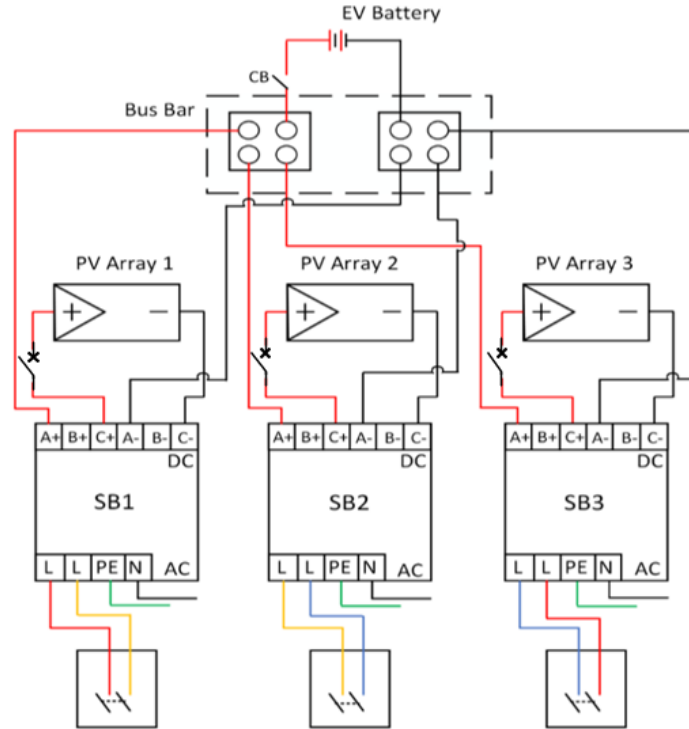 EV Battery
CB
Bus Bar
PV Array 1 PV Array 2 PV Array 3
+ − + − + −
A+ B+ C+ A- B- C- A+ B+ C+ A- B- C- A+ B+ C+ A- B- C-
DC DC DC
SB1 SB2 SB3
L L PE N AC L L PE N AC L L PE N AC